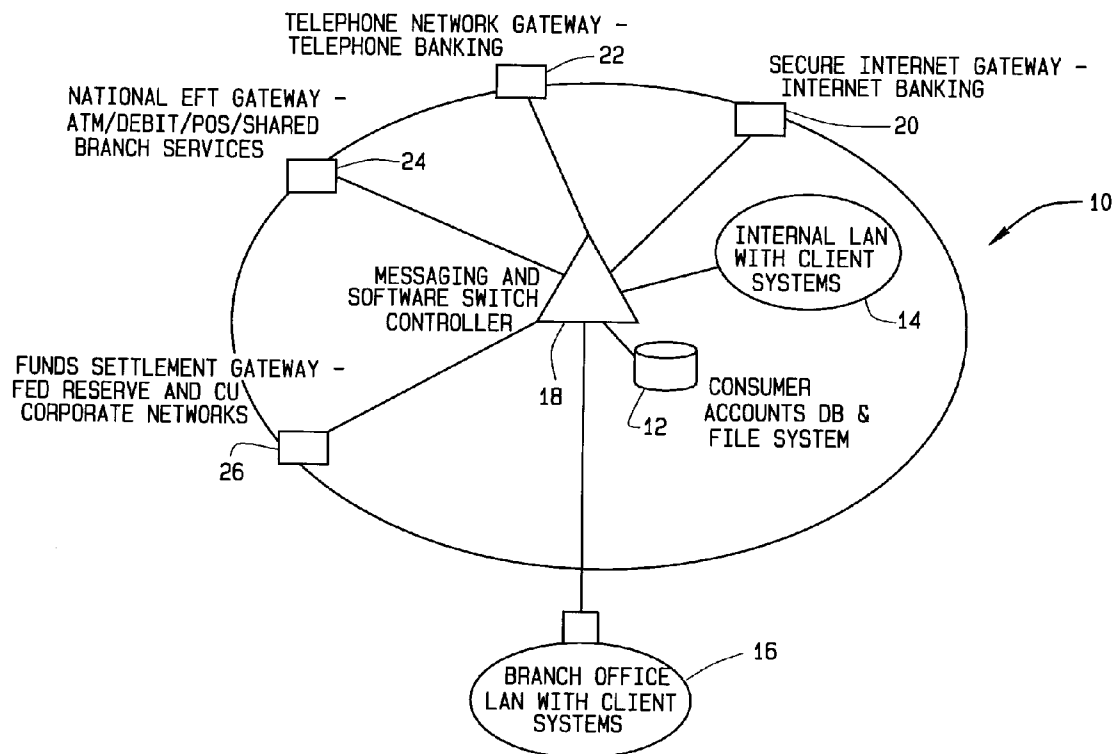 TELEPHONE NETWORK GATEWAY -
TELEPHONE BANKING
22
SECURE INTERNET GATEWAY -
INTERNET BANKING
20
NATIONAL EFT GATEWAY -
ATM/DEBIT/POS/SHARED
BRANCH SERVICES
24
10
INTERNAL LAN
WITH CLIENT
SYSTEMS
14
MESSAGING AND
SOFTWARE SWITCH
CONTROLLER
18
FUNDS SETTLEMENT GATEWAY -
FED RESERVE AND CU
CORPORATE NETWORKS
26
12
CONSUMER
ACCOUNTS DB &
FILE SYSTEM
16
BRANCH OFFICE
LAN WITH CLIENT
SYSTEMS